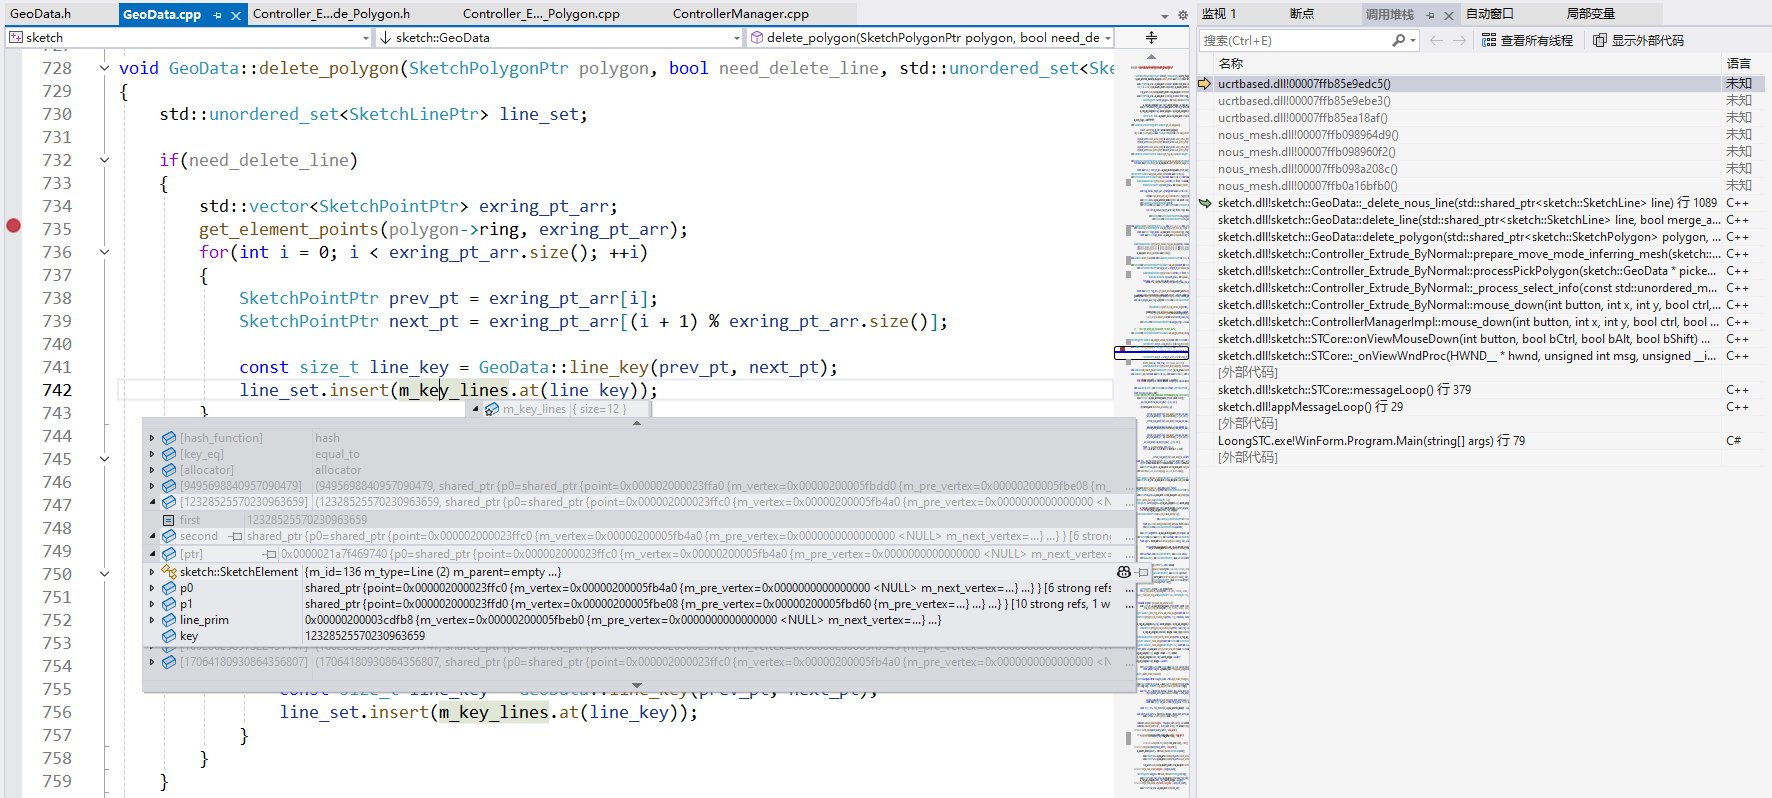 GeoData.h GeoData.cpp Controller_E...de_Polygon.h Controller_E..._Polygon.cpp ControllerManager.cpp
sketch sketch::GeoData delete_polygon(SketchPolygonPtr polygon, bool need_de
728 void GeoData::delete_polygon(SketchPolygonPtr polygon, bool need_delete_line, std::unordered_set<Ske
729 {
730 std::unordered_set<SketchLinePtr> line_set;
731
732 if(need_delete_line)
733 {
734 std::vector<SketchPointPtr> exring_pt_arr;
735 get_element_points(polygon->ring, exring_pt_arr);
736 for(int i = 0; i < exring_pt_arr.size(); ++i)
737 {
738 SketchPointPtr prev_pt = exring_pt_arr[i];
739 SketchPointPtr next_pt = exring_pt_arr[(i + 1) % exring_pt_arr.size()];
740
741 const size_t line_key = GeoData::line_key(prev_pt, next_pt);
742 line_set.insert(m_key_lines.at(line_key));
743 }
m_key_lines { size=12 }
744
[hash_function] hash
745
[key_eq] equal_to
[allocator] allocator
746
[9495698840957090479] (9495698840957090479, shared_ptr {p0=shared_ptr {point=0x000002000023ffa0 {m_vertex=0x00000200005fbdd0 {m_pre_vertex=0x00000200005fbe08 {m_ ...
747
[12328525570230963659] (12328525570230963659, shared_ptr {p0=shared_ptr {point=0x000002000023ffc0 {m_vertex=0x00000200005fb4a0 {m_pre_vertex=0x0000000000000000 <N ...
first 12328525570230963659
748
second shared_ptr {p0=shared_ptr {point=0x000002000023ffc0 {m_vertex=0x00000200005fb4a0 {m_pre_vertex=0x0000000000000000 <NULL> m_next_vertex=...} ...} } [6 strong ...
749
[ptr] 0x0000021a7f469740 {p0=shared_ptr {point=0x000002000023ffc0 {m_vertex=0x00000200005fb4a0 {m_pre_vertex=0x0000000000000000 <NULL> m_next_vertex= ...
750
sketch::SketchElement {m_id=136 m_type=Line (2) m_parent=empty ...}
751
p0 shared_ptr {point=0x000002000023ffc0 {m_vertex=0x00000200005fb4a0 {m_pre_vertex=0x0000000000000000 <NULL> m_next_vertex=...} ...} } [6 strong refs ...
p1 shared_ptr {point=0x000002000023ffd0 {m_vertex=0x00000200005fbe08 {m_pre_vertex=0x00000200005fbd60 {m_pre_vertex=...} ...} ...} } [10 strong refs, 1 w ...
752
line_prim 0x00000200003cdfb8 {m_vertex=0x00000200005fbeb0 {m_pre_vertex=0x0000000000000000 <NULL> m_next_vertex=...} ...}
753
key 12328525570230963659
754
[17064180930864356807] (17064180930864356807, shared_ptr {p0=shared_ptr {point=0x000002000023ffc0 {m_vertex=0x00000200005fb4a0 {m_pre_vertex=0x0000000000000000 <N ...
755 const size_t line_key = GeoData::line_key(prev_pt, next_pt);
756 line_set.insert(m_key_lines.at(line_key));
757 }
758 }
759 }
监视 1 断点 调用堆栈 自动窗口 局部变量
搜索(Ctrl+E) 查看所有线程 显示外部代码
名称 语言
ucrtbased.dll!00007ffb85e9edc5() 未知
ucrtbased.dll!00007ffb85e9ebe3() 未知
ucrtbased.dll!00007ffb85ea18af() 未知
nous_mesh.dll!00007ffb098964d9() 未知
nous_mesh.dll!00007ffb098960f2() 未知
nous_mesh.dll!00007ffb098a208c() 未知
nous_mesh.dll!00007ffb0a16bfb0() 未知
sketch.dll!sketch::GeoData::_delete_nous_line(std::shared_ptr<sketch::SketchLine> line) 行 1089 C++
sketch.dll!sketch::GeoData::delete_line(std::shared_ptr<sketch::SketchLine> line, bool merge_a... C++
sketch.dll!sketch::GeoData::delete_polygon(std::shared_ptr<sketch::SketchPolygon> polygon, ... C++
sketch.dll!sketch::Controller_Extrude_ByNormal::prepare_move_mode_inferring_mesh(sketch::... C++
sketch.dll!sketch::Controller_Extrude_ByNormal::processPickPolygon(sketch::GeoData * picke... C++
sketch.dll!sketch::Controller_Extrude_ByNormal::_process_select_info(const std::unordered_m... C++
sketch.dll!sketch::Controller_Extrude_ByNormal::mouse_down(int button, int x, int y, bool ctrl,... C++
sketch.dll!sketch::ControllerManagerImpl::mouse_down(int button, int x, int y, bool ctrl, bool ... C++
sketch.dll!sketch::STCore::onViewMouseDown(int button, bool bCtrl, bool bAlt, bool bShift) ... C++
sketch.dll!sketch::STCore::_onViewWndProc(HWND__ * hwnd, unsigned int msg, unsigned __i... C++
[外部代码]
sketch.dll!sketch::STCore::messageLoop() 行 379 C++
sketch.dll!appMessageLoop() 行 29 C++
[外部代码]
LoongSTC.exe!WinForm.Program.Main(string[] args) 行 79 C#
[外部代码]